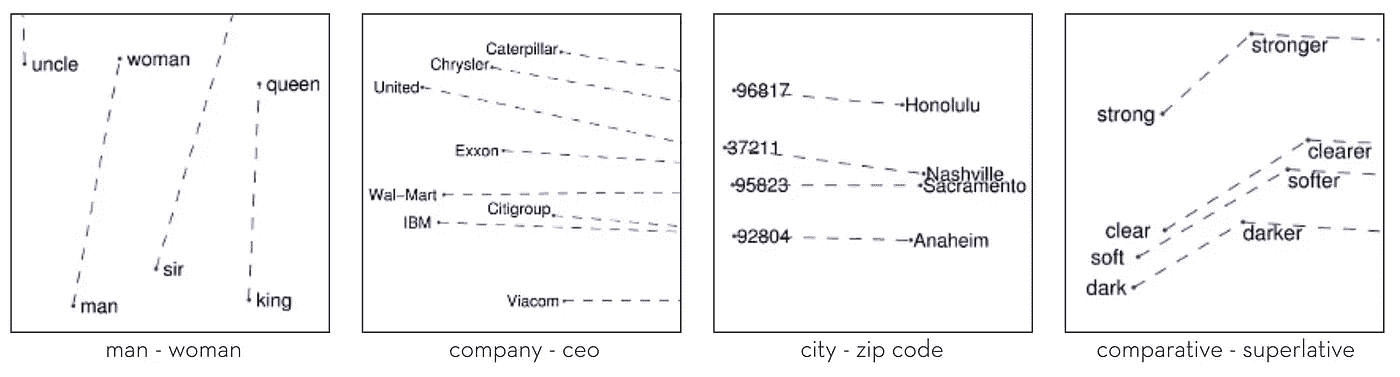 uncle
woman
queen
sir
man
king
man - woman
Caterpillar
Chrysler
United
Exxon
Wal-Mart
Citigroup
IBM
Viacom
company - ceo
96817
Honolulu
37211
Nashville
95823
Sacramento
92804
Anaheim
city - zip code
stronger
strong
clearer
softer
clear
darker
soft
dark
comparative - superlative